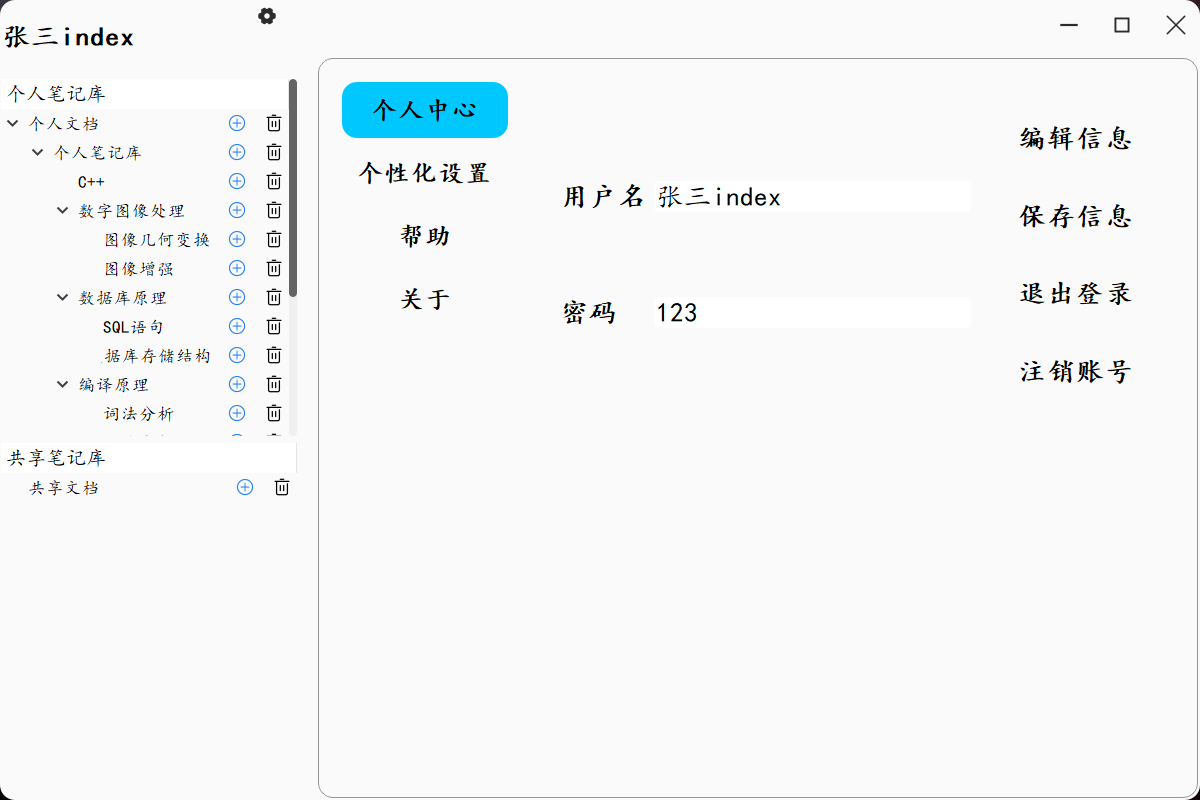 张三index
个人笔记库
个人文档
个人笔记库
C++
数字图像处理
图像几何变换
图像增强
数据库原理
SQL语句
据库存储结构
编译原理
词法分析
共享笔记库
共享文档
个人中心
个性化设置
帮助
关于
用户名 张三index
密码 123
编辑信息
保存信息
退出登录
注销账号